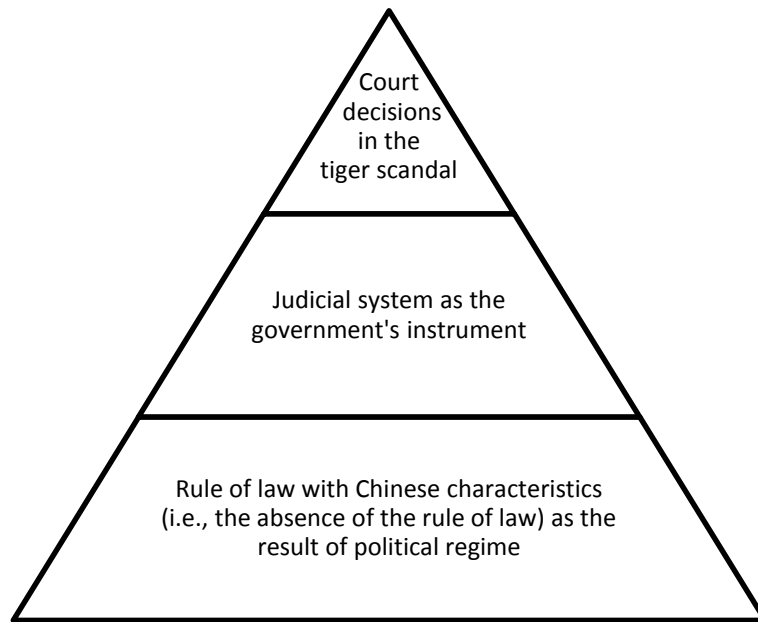 Court
decisions
in the
tiger scandal
Judicial system as the
government's instrument
Rule of law with Chinese characteristics
(i.e., the absence of the rule of law) as the
result of political regime